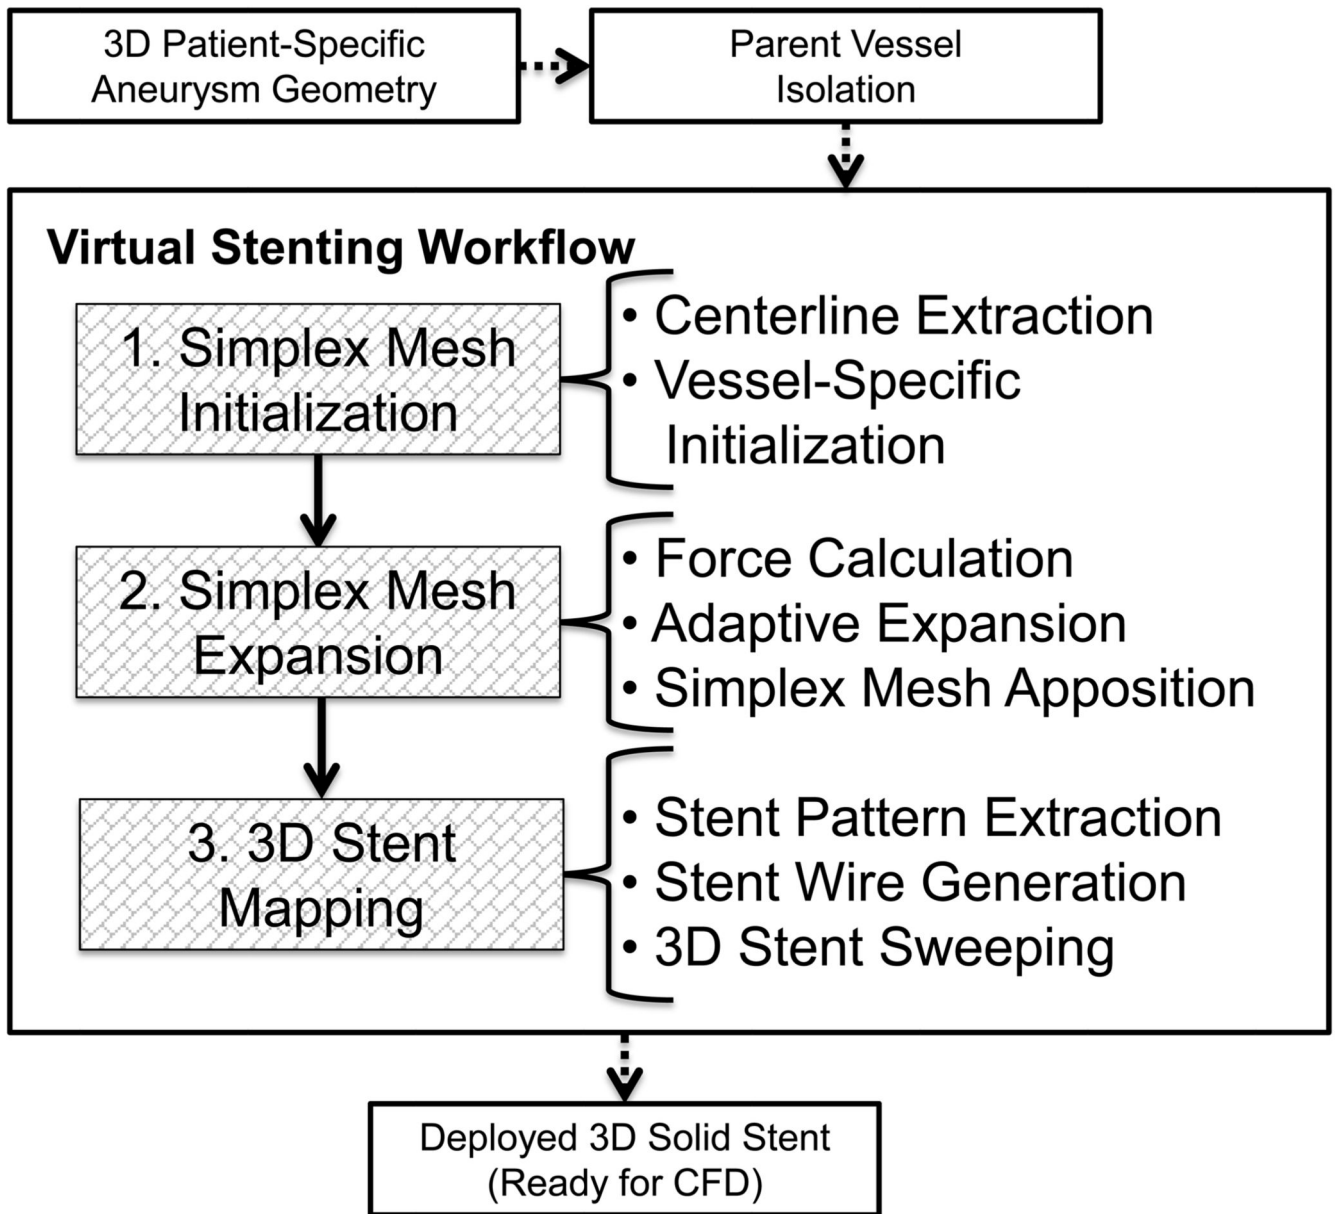 3D Patient-Specific
Aneurysm Geometry
Parent Vessel
Isolation
Virtual Stenting Workflow
1. Simplex Mesh
Initialization
• Centerline Extraction
• Vessel-Specific
Initialization
2. Simplex Mesh
Expansion
• Force Calculation
• Adaptive Expansion
• Simplex Mesh Apposition
3. 3D Stent
Mapping
• Stent Pattern Extraction
• Stent Wire Generation
• 3D Stent Sweeping
Deployed 3D Solid Stent
(Ready for CFD)